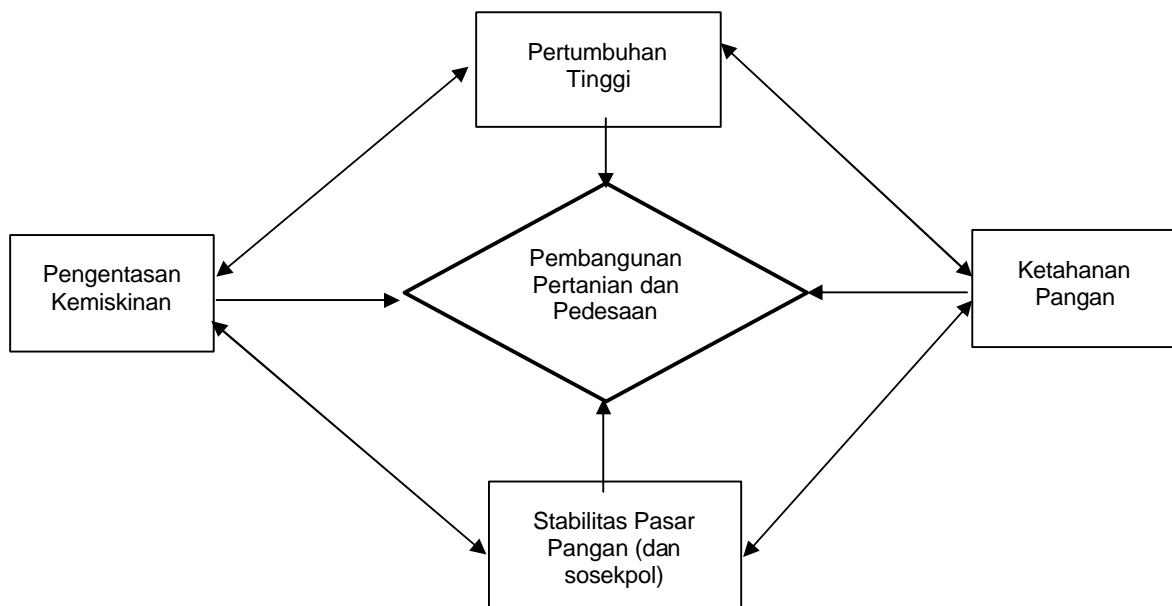 Pertumbuhan
Tinggi
Pengentasan
Kemiskinan
Pembangunan
Pertanian dan
Pedesaan
Ketahanan
Pangan
Stabilitas Pasar
Pangan (dan
sosekpol)